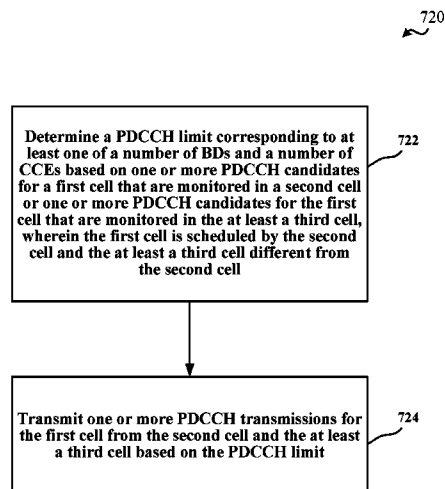 720
Determine a PDCCH limit corresponding to at
least one of a number of BDs and a number of
CCEs based on one or more PDCCH candidates
for a first cell that are monitored in a second cell
or one or more PDCCH candidates for the first
cell that are monitored in the at least a third cell,
wherein the first cell is scheduled by the second
cell and the at least a third cell different from
the second cell
722
Transmit one or more PDCCH transmissions for
the first cell from the second cell and the at least
a third cell based on the PDCCH limit
724